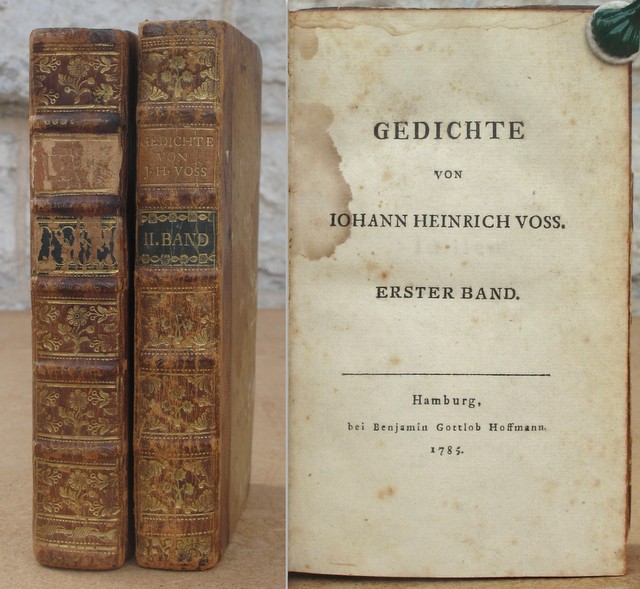 GEDICHTE
VON
J. H. VOSS
II. BAND
GEDICHTE
VON
IOHANN HEINRICH VOSS.
ERSTER BAND.
Hamburg,
bei Benjamin Gottlob Hoffmann.
1785.